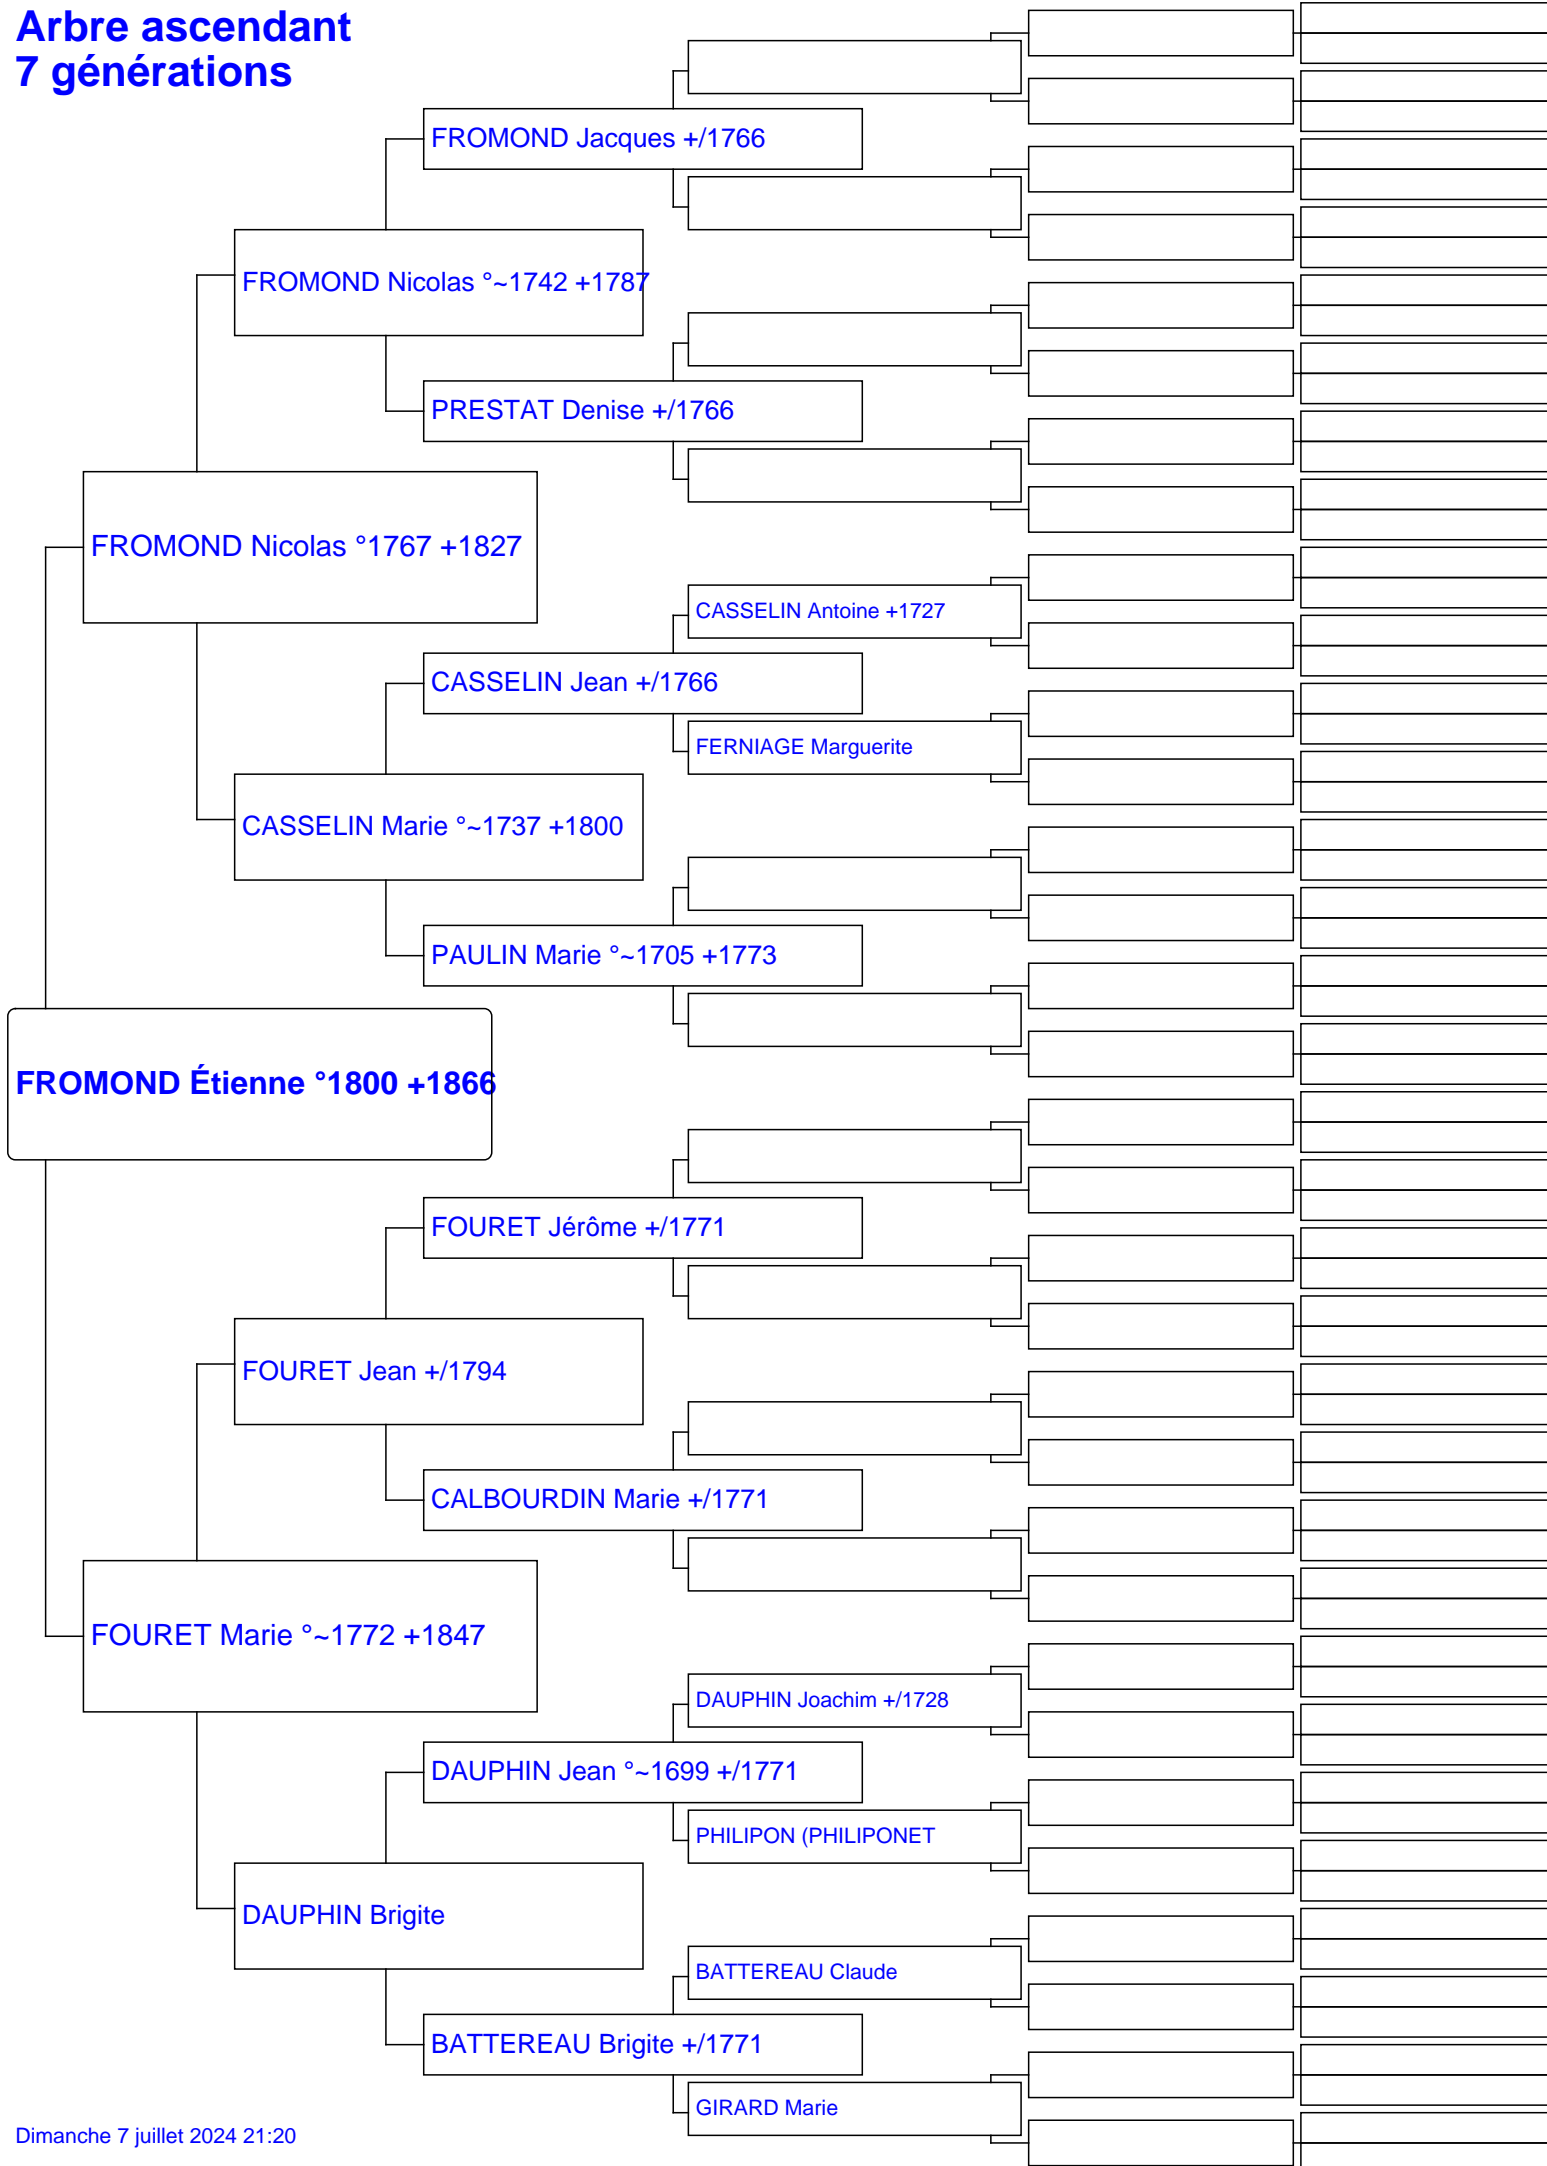 Arbre ascendant
7 générations
FROMOND Jacques +/1766
FROMOND Nicolas °~1742 +1787
PRESTAT Denise +/1766
FROMOND Nicolas °1767 +1827
CASSELIN Antoine +1727
CASSELIN Jean +/1766
FERNIAGE Marguerite
CASSELIN Marie °~1737 +1800
PAULIN Marie °~1705 +1773
FROMOND Étienne °1800 +1866
FOURET Jérôme +/1771
FOURET Jean +/1794
CALBOURDIN Marie +/1771
FOURET Marie °~1772 +1847
DAUPHIN Joachim +/1728
DAUPHIN Jean °~1699 +/1771
PHILIPON (PHILIPONET
DAUPHIN Brigite
BATTEREAU Claude
BATTEREAU Brigite +/1771
GIRARD Marie
Dimanche 7 juillet 2024 21:20